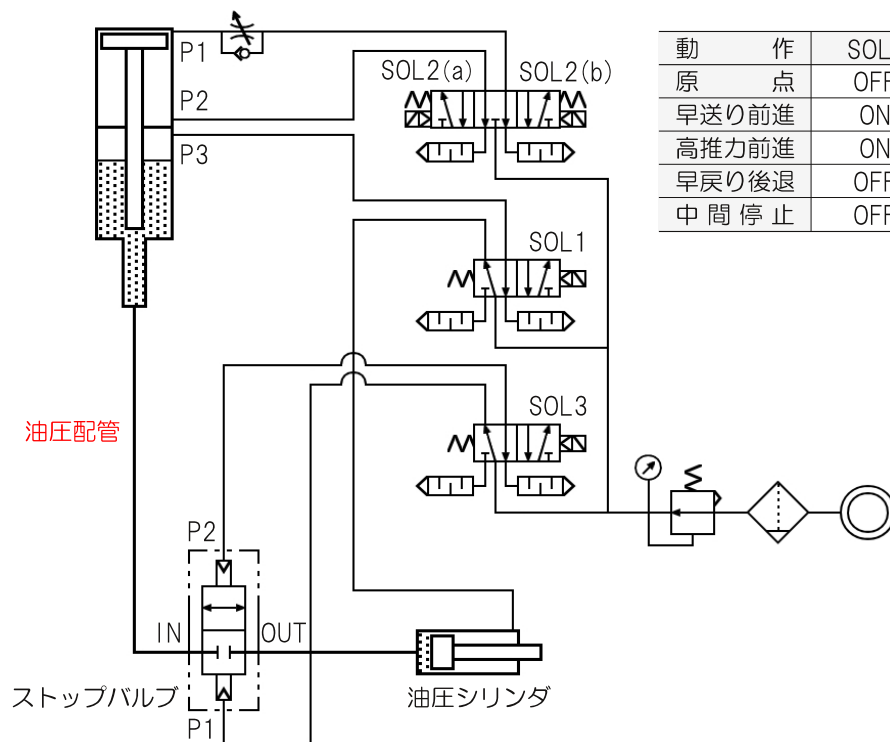 P1
P2
P3
SOL2(a)
SOL2(b)
SOL1
SOL3
動 作 SOL
原 点 OFF
早送り前進 ON
高推力前進 ON
早戻り後退 OFF
中間停止 OFF
油圧配管
P2
IN
OUT
ストップバルブ
P1
油圧シリンダ